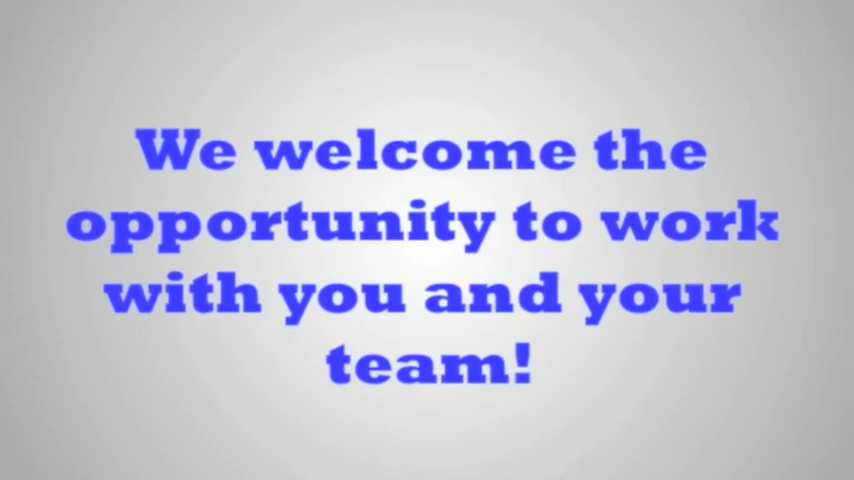 We welcome the
opportunity to work
with you and your
team!